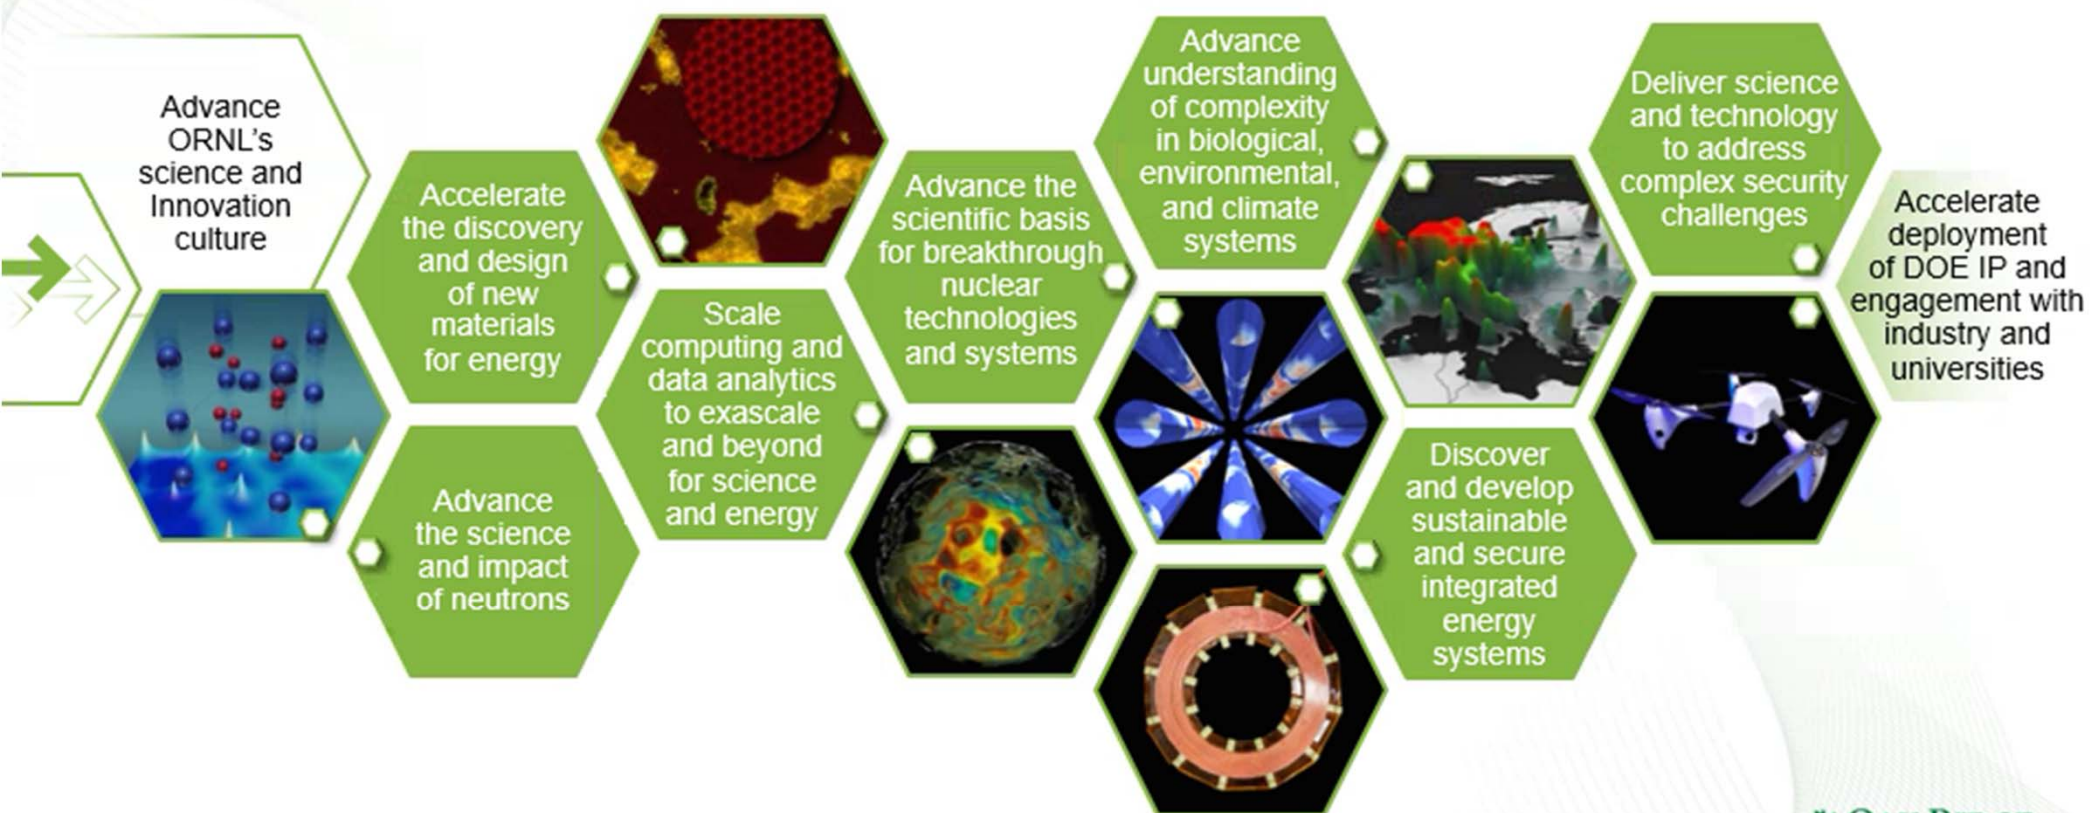 Advance
ORNL's
science and
Innovation
culture
Accelerate
the discovery
and design
of new
materials
for energy
Advance
the science
and impact
of neutrons
Scale
computing and
data analytics
to exascale
and beyond
for science
and energy
Advance the
scientific basis
for breakthrough
nuclear
technologies
and systems
Advance
understanding
of complexity
in biological,
environmental,
and climate
systems
Discover
and develop
sustainable
and secure
integrated
energy
systems
Deliver science
and technology
to address
complex security
challenges
Accelerate
deployment
of DOE IP and
engagement with
industry and
universities